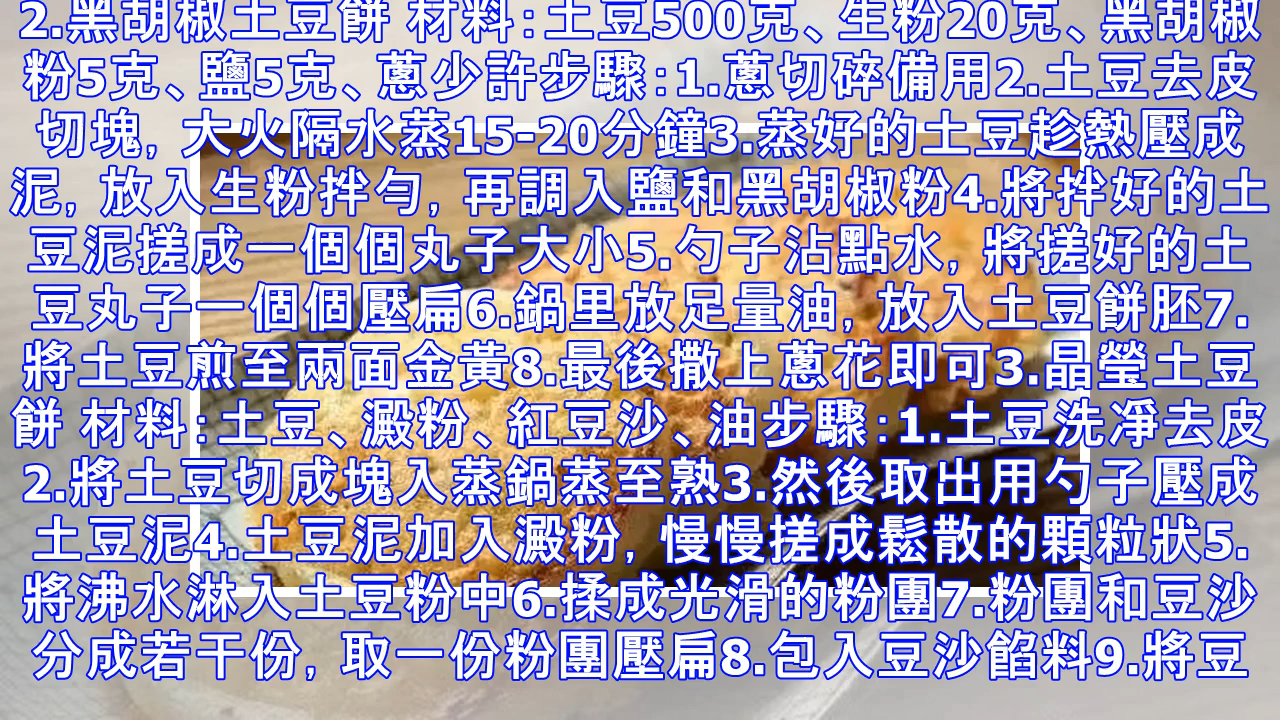 2.黑胡椒土豆餅 材料:土豆500克、生粉20克、黑胡椒
粉5克、鹽5克、蔥少許步驟:1.蔥切碎備用2.土豆去皮
切塊, 大火隔水蒸15-20分鐘3.蒸好的土豆趁熱壓成
泥, 放入生粉拌勻, 再調入鹽和黑胡椒粉4.將拌好的土
豆泥搓成一個個丸子大小5.勺子沾點水, 將搓好的土
豆丸子一個個壓扁6.鍋里放足量油, 放入土豆餅胚7.
將土豆煎至兩面金黃8.最後撒上蔥花即可3.晶瑩土豆
餅 材料:土豆、澱粉、紅豆沙、油步驟:1.土豆洗凈去皮
2.將土豆切成塊入蒸鍋蒸至熟3.然後取出用勺子壓成
土豆泥4.土豆泥加入澱粉, 慢慢搓成鬆散的顆粒狀5.
將沸水淋入土豆粉中6.揉成光滑的粉團7.粉團和豆沙
分成若干份, 取一份粉團壓扁8.包入豆沙餡料9.將豆